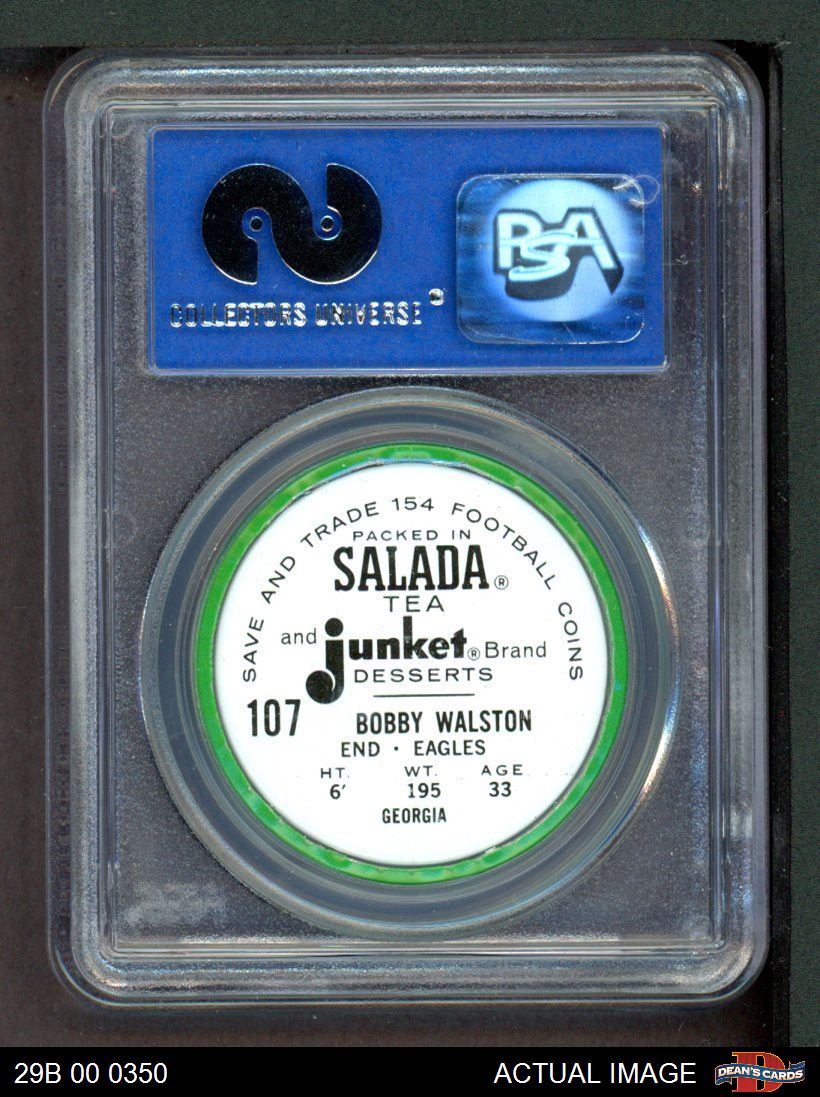 COLLECTORS UNIVERSE
PSA
SAVE AND TRADE 154 FOOTBALL COINS
PACKED IN
SALADA®
TEA
and junket® Brand
DESSERTS
107 BOBBY WALSTON
END · EAGLES
HT. WT. AGE
6' 195 33
GEORGIA
29B 00 0350 ACTUAL IMAGE DEAN'S CARDS